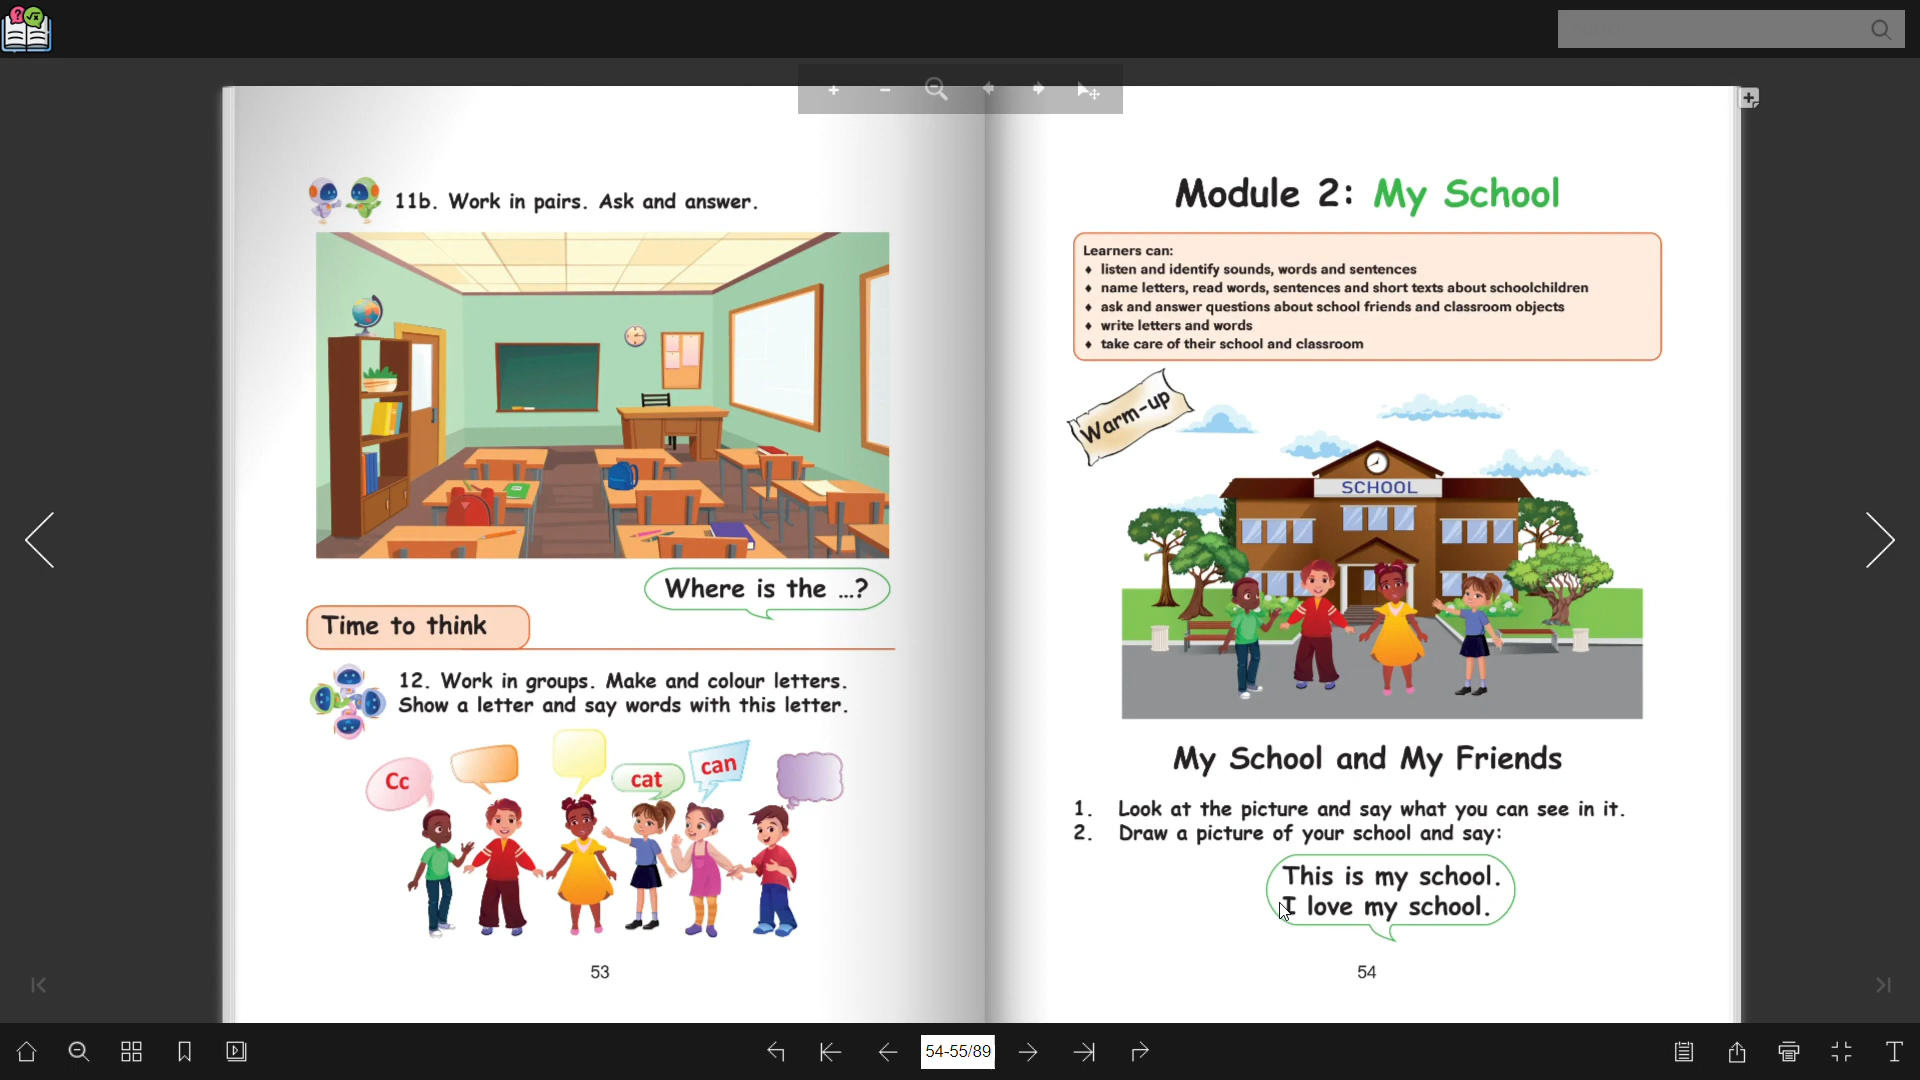 11b. Work in pairs. Ask and answer.
Where is the ...?
Time to think
12. Work in groups. Make and colour letters.
Show a letter and say words with this letter.
Cc
cat
can
53
Module 2: My School
Learners can:
♦ listen and identify sounds, words and sentences
♦ name letters, read words, sentences and short texts about schoolchildren
♦ ask and answer questions about school friends and classroom objects
♦ write letters and words
♦ take care of their school and classroom
Warm-up
SCHOOL
My School and My Friends
1. Look at the picture and say what you can see in it.
2. Draw a picture of your school and say:
This is my school.
I love my school.
54
54-55/89